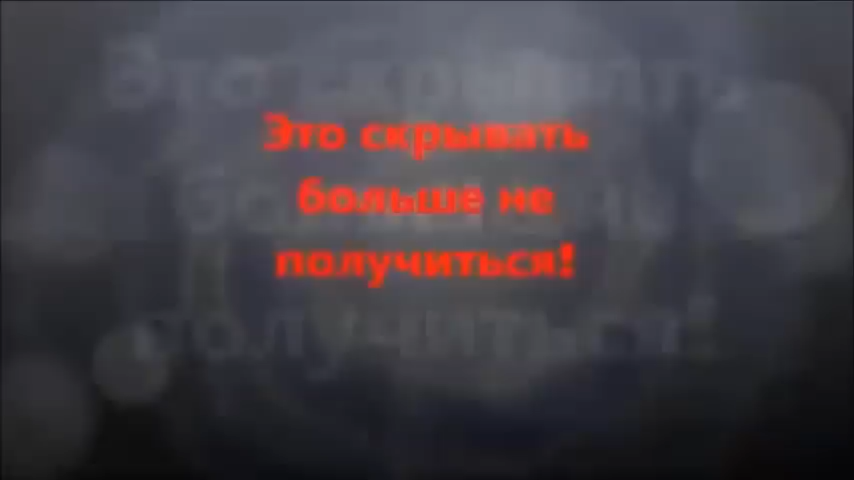 Это скрывать
больше не
получиться!